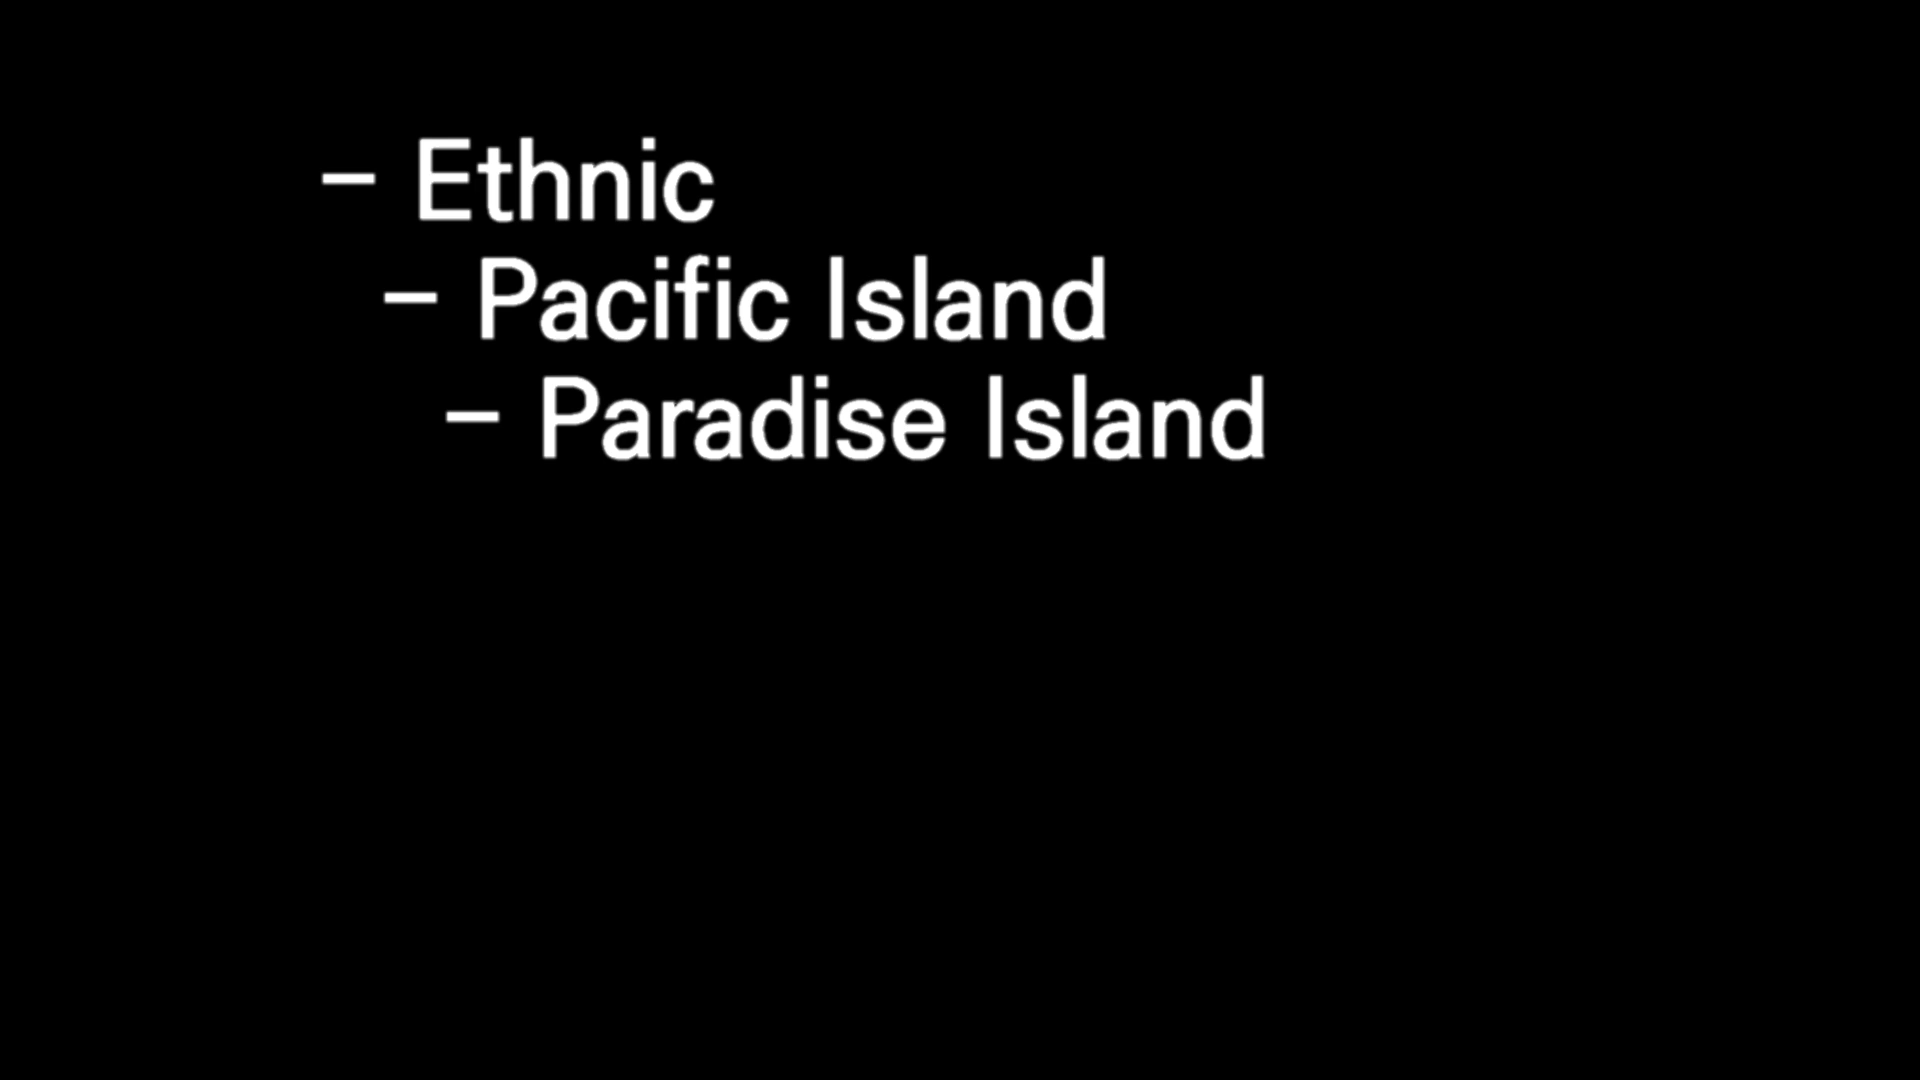 – Ethnic
– Pacific Island
– Paradise Island